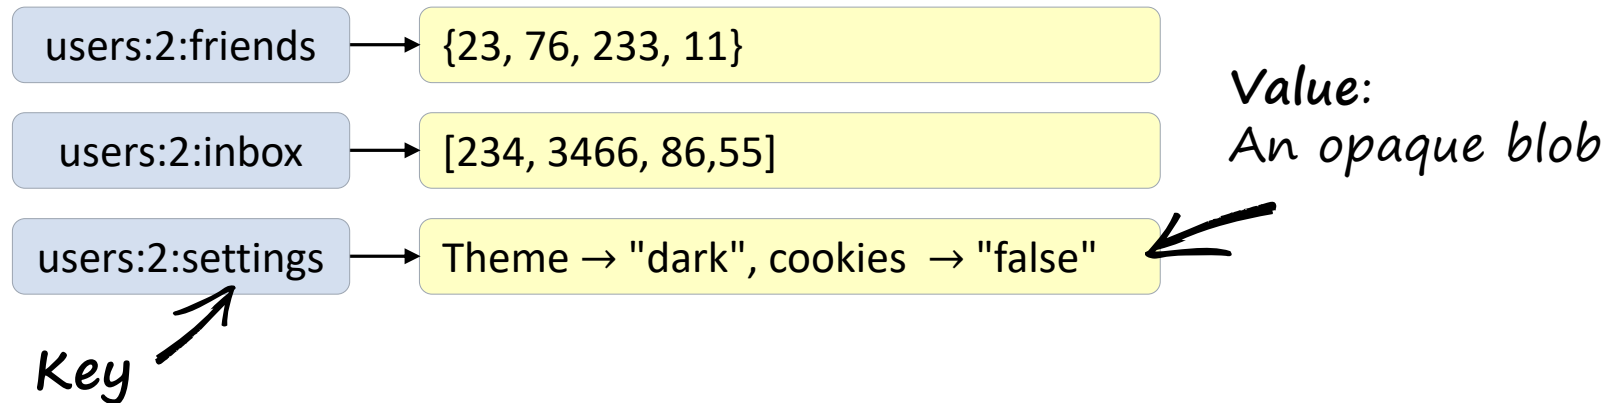 users:2:friends → {23, 76, 233, 11}
Value:
An opaque blob
users:2:inbox → [234, 3466, 86,55]
users:2:settings → Theme → "dark", cookies → "false"
Key